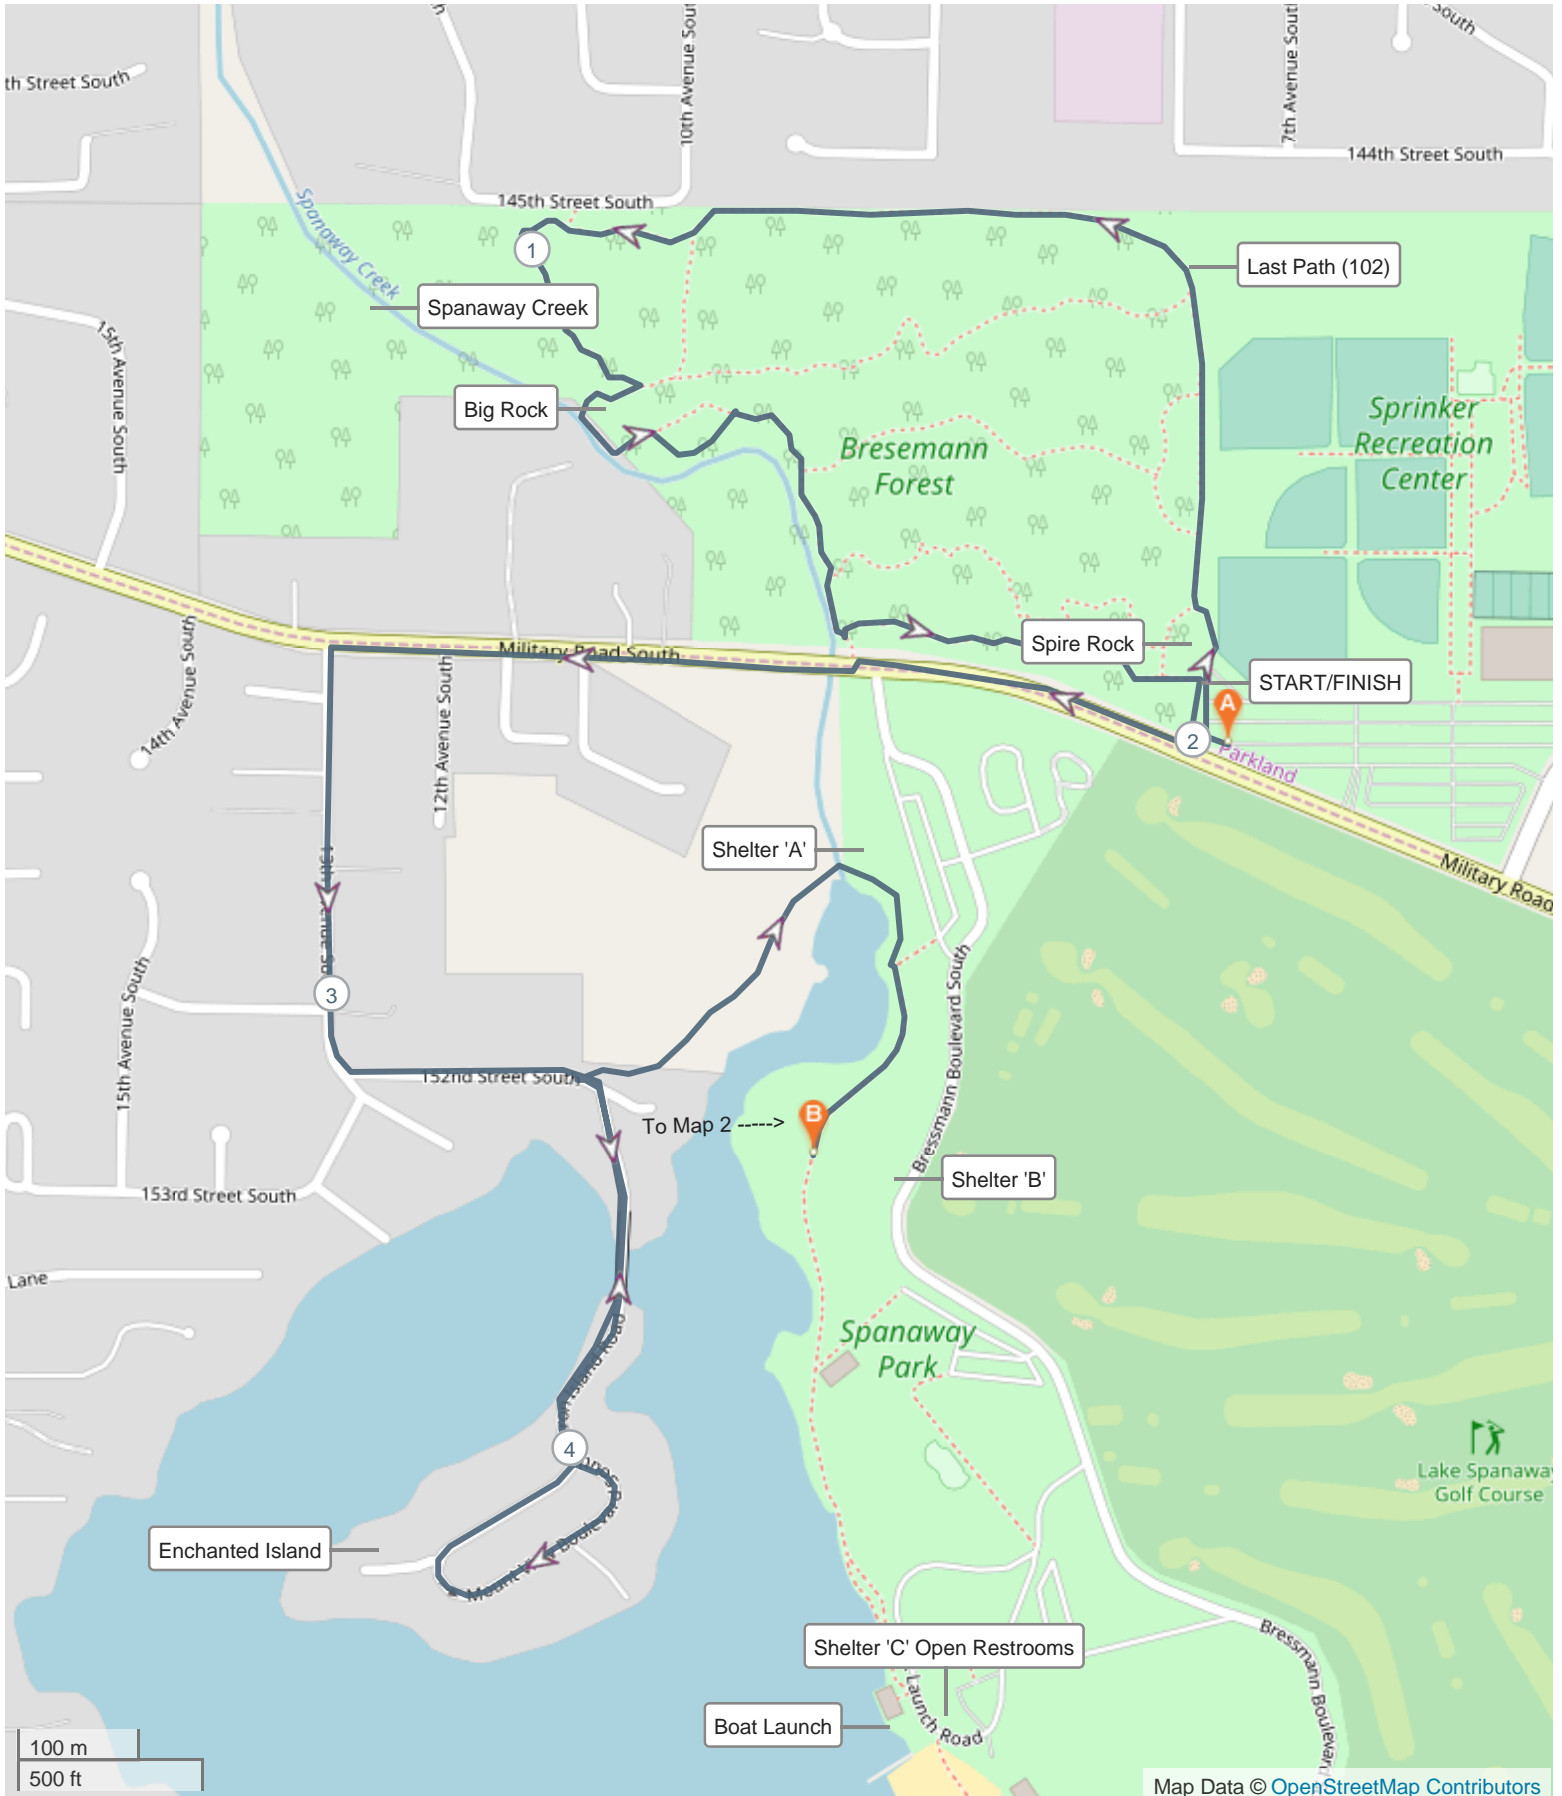 th Street South
10th Avenue Sout
7th Avenue South
South
144th Street South
145th Street South
1
Spanaway Creek
Last Path (102)
Spanaway Creek
15th Avenue South
Big Rock
Sprinker
Recreation
Center
Bresemann
Forest
Military Road South
Spire Rock
START/FINISH
A
2
Parkland
14th Avenue South
12th Avenue South
Shelter 'A'
Military Road
3
15th Avenue South
152nd Street South
Bressmann Boulevard South
To Map 2 ----->
B
Shelter 'B'
153rd Street South
Lane
Island Road
Spanaway
Park
4
Lake Spanaway
Golf Course
Enchanted Island
Shelter 'C' Open Restrooms
Bressmann Boulevard
Launch Road
Boat Launch
100 m
500 ft
Map Data © OpenStreetMap Contributors